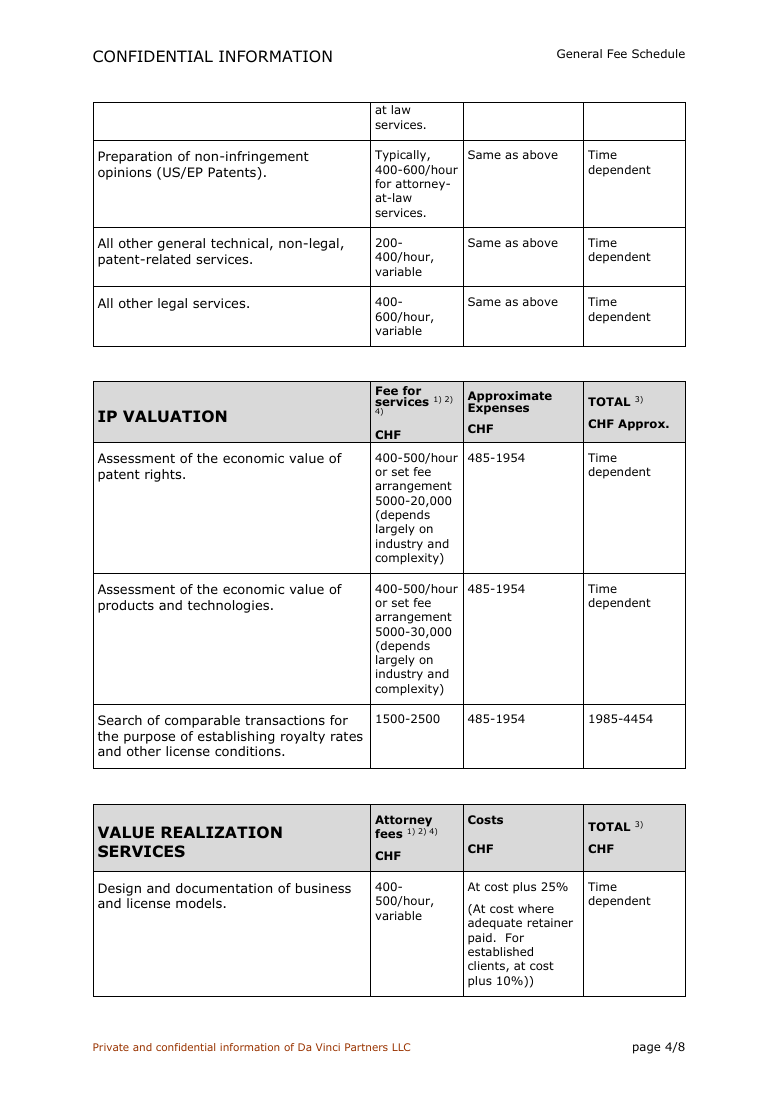 CONFIDENTIAL INFORMATION
General Fee Schedule
at law
services.
Preparation of non-infringement
opinions (US/EP Patents).
Typically,
400-600/hour
for attorney-
at-law
services.
Same as above
Time
dependent
All other general technical, non-legal,
patent-related services.
200-
400/hour,
variable
Same as above
Time
dependent
All other legal services.
400-
600/hour,
variable
Same as above
Time
dependent
IP VALUATION
Fee for
services 1) 2)
4)
CHF
Approximate
Expenses
CHF
TOTAL 3)
CHF Approx.
Assessment of the economic value of
patent rights.
400-500/hour
or set fee
arrangement
5000-20,000
(depends
largely on
industry and
complexity)
485-1954
Time
dependent
Assessment of the economic value of
products and technologies.
400-500/hour
or set fee
arrangement
5000-30,000
(depends
largely on
industry and
complexity)
485-1954
Time
dependent
Search of comparable transactions for
the purpose of establishing royalty rates
and other license conditions.
1500-2500
485-1954
1985-4454
VALUE REALIZATION
SERVICES
Attorney
fees 1) 2) 4)
CHF
Costs
CHF
TOTAL 3)
CHF
Design and documentation of business
and license models.
400-
500/hour,
variable
At cost plus 25%
(At cost where
adequate retainer
paid.  For
established
clients, at cost
plus 10%))
Time
dependent
Private and confidential information of Da Vinci Partners LLC
page 4/8